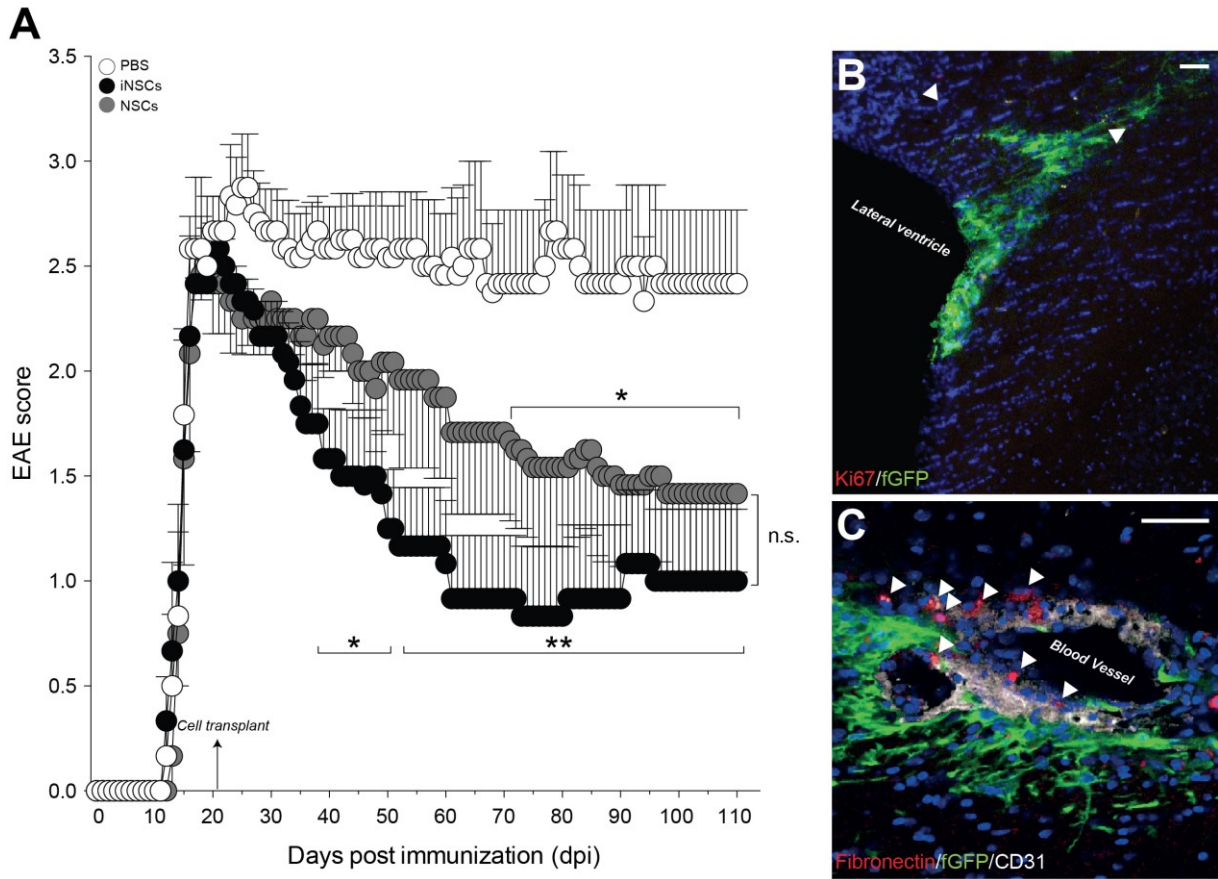 A
3.5
3.0
2.5
2.0
1.5
1.0
0.5
0.0
EAE score
PBS
iNSCs
NSCs
*
n.s.
*
**
Cell transplant
0 10 20 30 40 50 60 70 80 90 100 110
Days post immunization (dpi)
B
Lateral ventricle
Ki67/fGFP
C
Blood Vessel
Fibronectin/fGFP/CD31